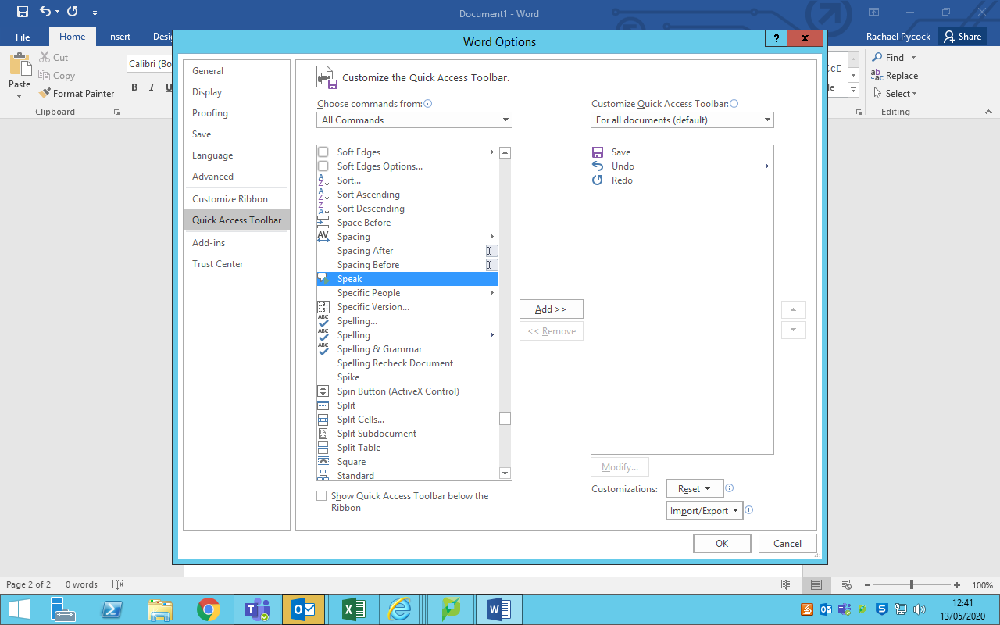 Document1 - Word
File
Home
Insert
Rachael Pycock
Share
Cut
Copy
Format Painter
Paste
Clipboard
Calibri (Bo
B
I
U
Find
Replace
Select
Editing
Word Options
?
General
Display
Proofing
Save
Language
Advanced
Customize Ribbon
Quick Access Toolbar
Add-ins
Trust Center
Customize the Quick Access Toolbar.
Choose commands from:
All Commands
Soft Edges
Soft Edges Options...
Sort...
Sort Ascending
Sort Descending
Space Before
Spacing
Spacing After
Spacing Before
Speak
Specific People
Specific Version...
Spelling...
Spelling
Spelling & Grammar
Spelling Recheck Document
Spike
Spin Button (ActiveX Control)
Split
Split Cells...
Split Subdocument
Split Table
Square
Standard
Show Quick Access Toolbar below the
Ribbon
Add >>
<< Remove
Customize Quick Access Toolbar:
For all documents (default)
Save
Undo
Redo
Modify...
Customizations:
Reset
Import/Export
OK
Cancel
Page 2 of 2
0 words
100%
12:41
13/05/2020